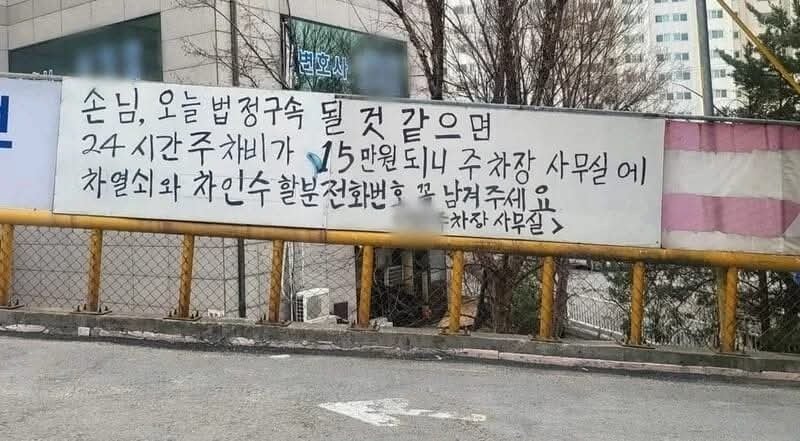 변호사
손님, 오늘 법정구속 될 것 같으면
24시간 주차비가 15만원 되니 주차장 사무실에
차열쇠와 차인수 할분 전화번호 꼭 남겨주세요
주차장 사무실>